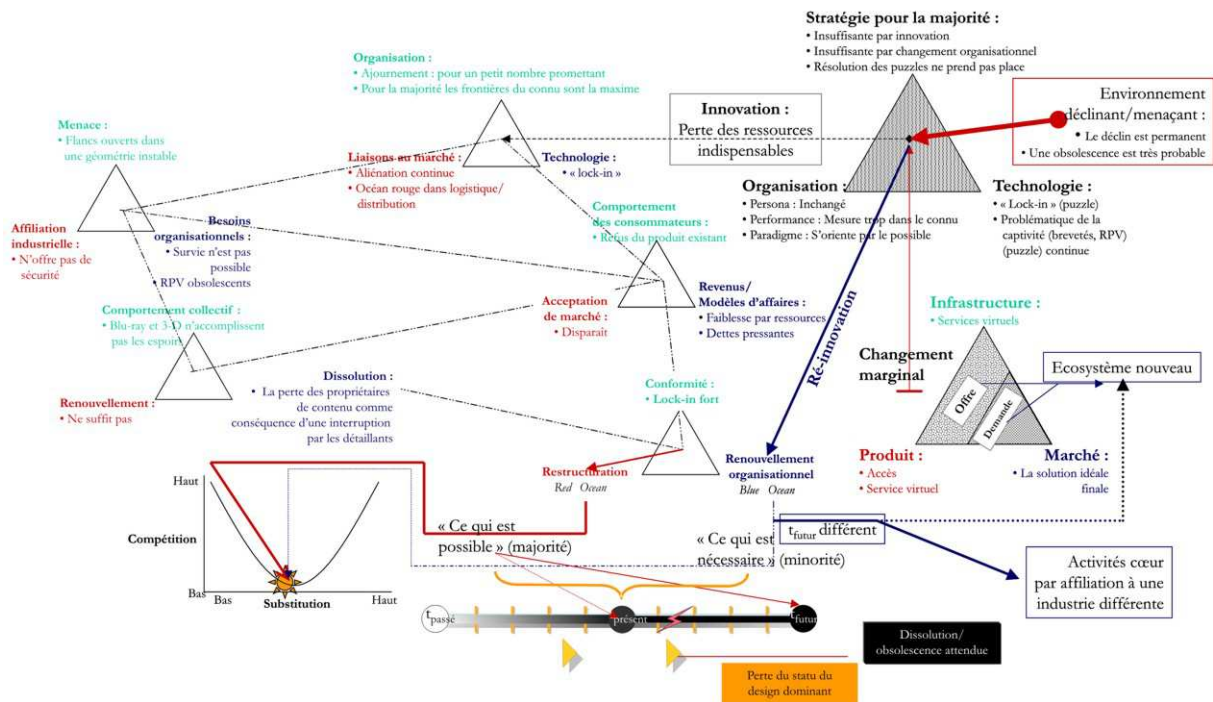 Stratégie pour la majorité :
• Insuffisante par innovation
• Insuffisante par changement organisationnel
• Résolution des puzzles ne prend pas place
Organisation :
• Ajournement : pour un petit nombre promettant
• Pour la majorité les frontières du connu sont la maxime
Innovation :
Perte des ressources
indispensables
Environnement
déclinant/menaçant :
• Le déclin est permanent
• Une obsolescence est très probable
Menace :
• Flancs ouverts dans
une géométrie instable
Liaisons au marché :
• Aliénation continue
• Océan rouge dans logistique/
distribution
Technologie :
• « lock-in »
Organisation :
• Persona : Inchangé
• Performance : Mesure trop dans le connu
• Paradigme : S'oriente par le possible
Technologie :
• « Lock-in » (puzzle)
• Problématique de la
captivité (brevetés, RPV)
(puzzle) continue
Affiliation
industrielle :
• N'offre pas de
sécurité
Besoins
organisationnels :
• Survie n'est pas
possible
• RPV obsolescents
Comportement
des consommateurs :
• Refus du produit existant
Comportement collectif :
• Blu-ray et 3-D n'accomplissent
pas les espoirs
Acceptation
de marché :
• Disparaît
Revenus/
Modèles d'affaires :
• Faiblesse par ressources
• Dettes pressantes
Ré-innovation
Infrastructure :
• Services virtuels
Changement
marginal
Offre
Demande
Ecosystème nouveau
Renouvellement :
• Ne suffit pas
Dissolution :
• La perte des propriétaires
de contenu comme
conséquence d'une interruption
par les détaillants
Conformité :
• Lock-in fort
Restructuration
Red Ocean
Renouvellement
organisationnel
Blue Ocean
Produit :
• Accès
• Service virtuel
Marché :
• La solution idéale
finale
Haut
Compétition
Bas
Bas
Substitution
Haut
« Ce qui est
possible » (majorité)
« Ce qui est
nécessaire » (minorité)
tfutur différent
Activités cœur
par affiliation à une
industrie différente
tpassé
tprésent
tfutur
Dissolution/
obsolescence attendue
Perte du statu du
design dominant